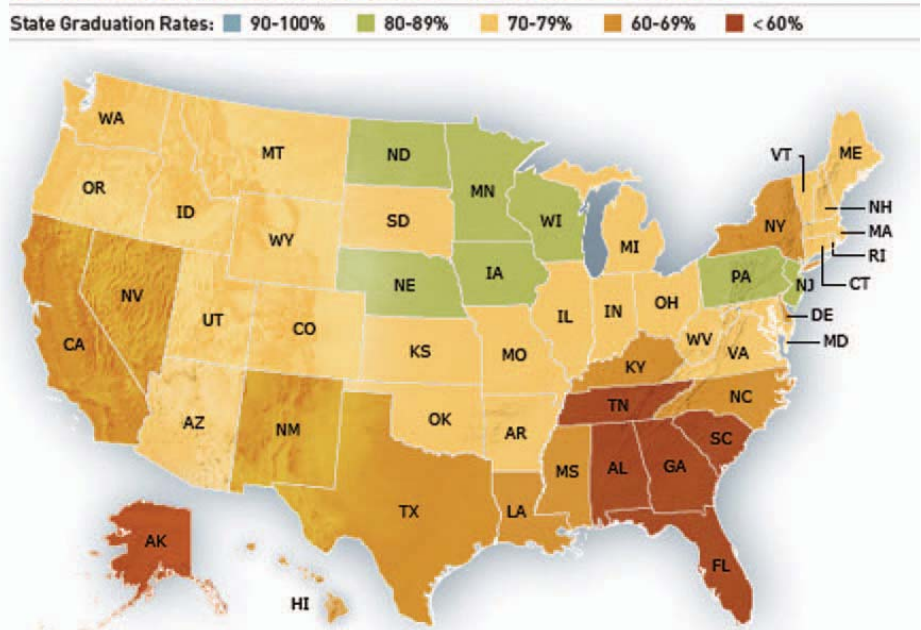 State Graduation Rates: 90-100% 80-89% 70-79% 60-69% <60%
WA
MT
ND
MN
VT
ME
OR
ID
SD
WI
NY
NH
WY
MI
MA
RI
NE
IA
PA
NJ
CT
NV
UT
CO
IL
IN
OH
DE
CA
KS
MO
WV
VA
MD
KY
AZ
NM
OK
AR
TN
NC
TX
LA
MS
AL
GA
SC
AK
HI
FL